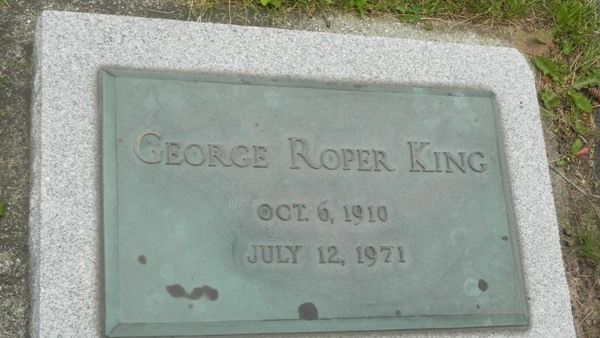 GEORGE ROPER KING
OCT. 6, 1910
JULY 12, 1971